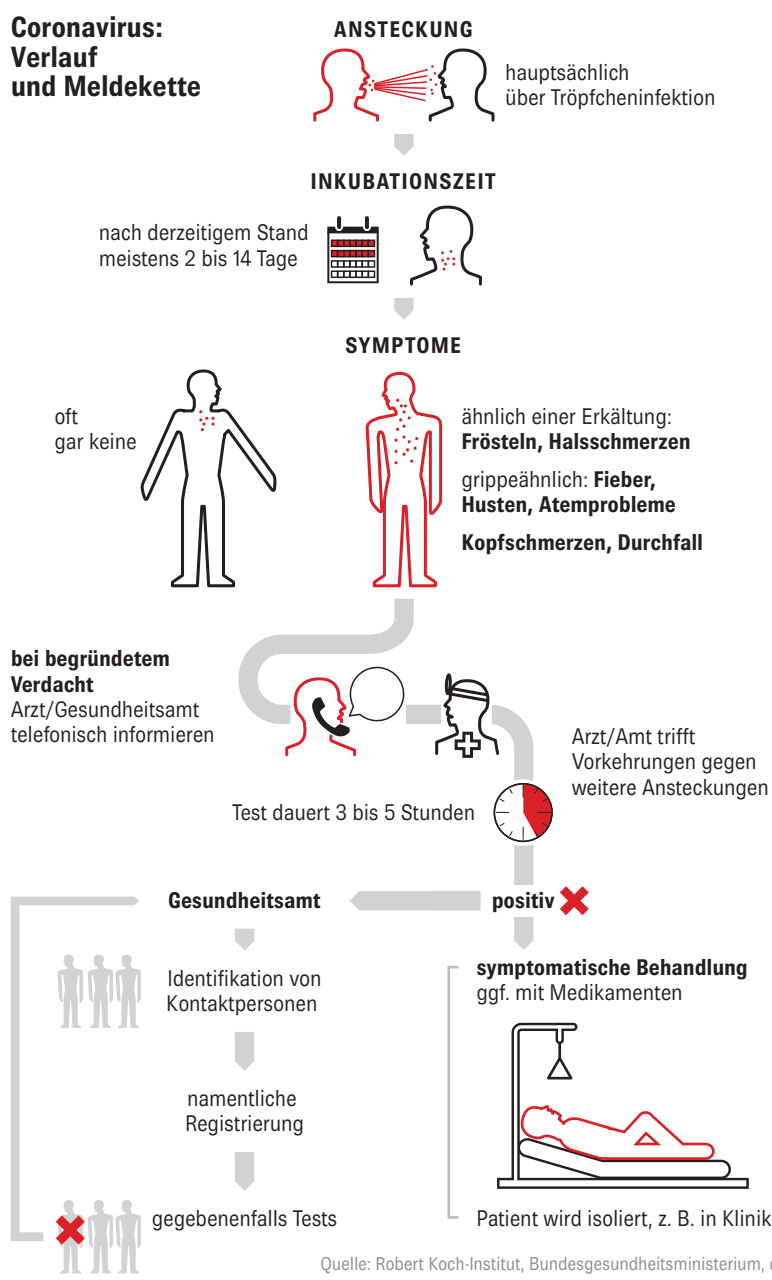 Coronavirus:
Verlauf
und Meldekette
ANSTECKUNG
hauptsächlich
über Tröpfcheninfektion
INKUBATIONSZEIT
nach derzeitigem Stand
meistens 2 bis 14 Tage
SYMPTOME
oft
gar keine
ähnlich einer Erkältung:
Frösteln, Halsschmerzen
grippeähnlich: Fieber,
Husten, Atemprobleme
Kopfschmerzen, Durchfall
bei begründetem
Verdacht
Arzt/Gesundheitsamt
telefonisch informieren
Arzt/Amt trifft
Vorkehrungen gegen
weitere Ansteckungen
Test dauert 3 bis 5 Stunden
Gesundheitsamt
positiv
Identifikation von
Kontaktpersonen
namentliche
Registrierung
gegebenenfalls Tests
symptomatische Behandlung
ggf. mit Medikamenten
Patient wird isoliert, z. B. in Klinik
Quelle: Robert Koch-Institut, Bundesgesundheitsministerium,